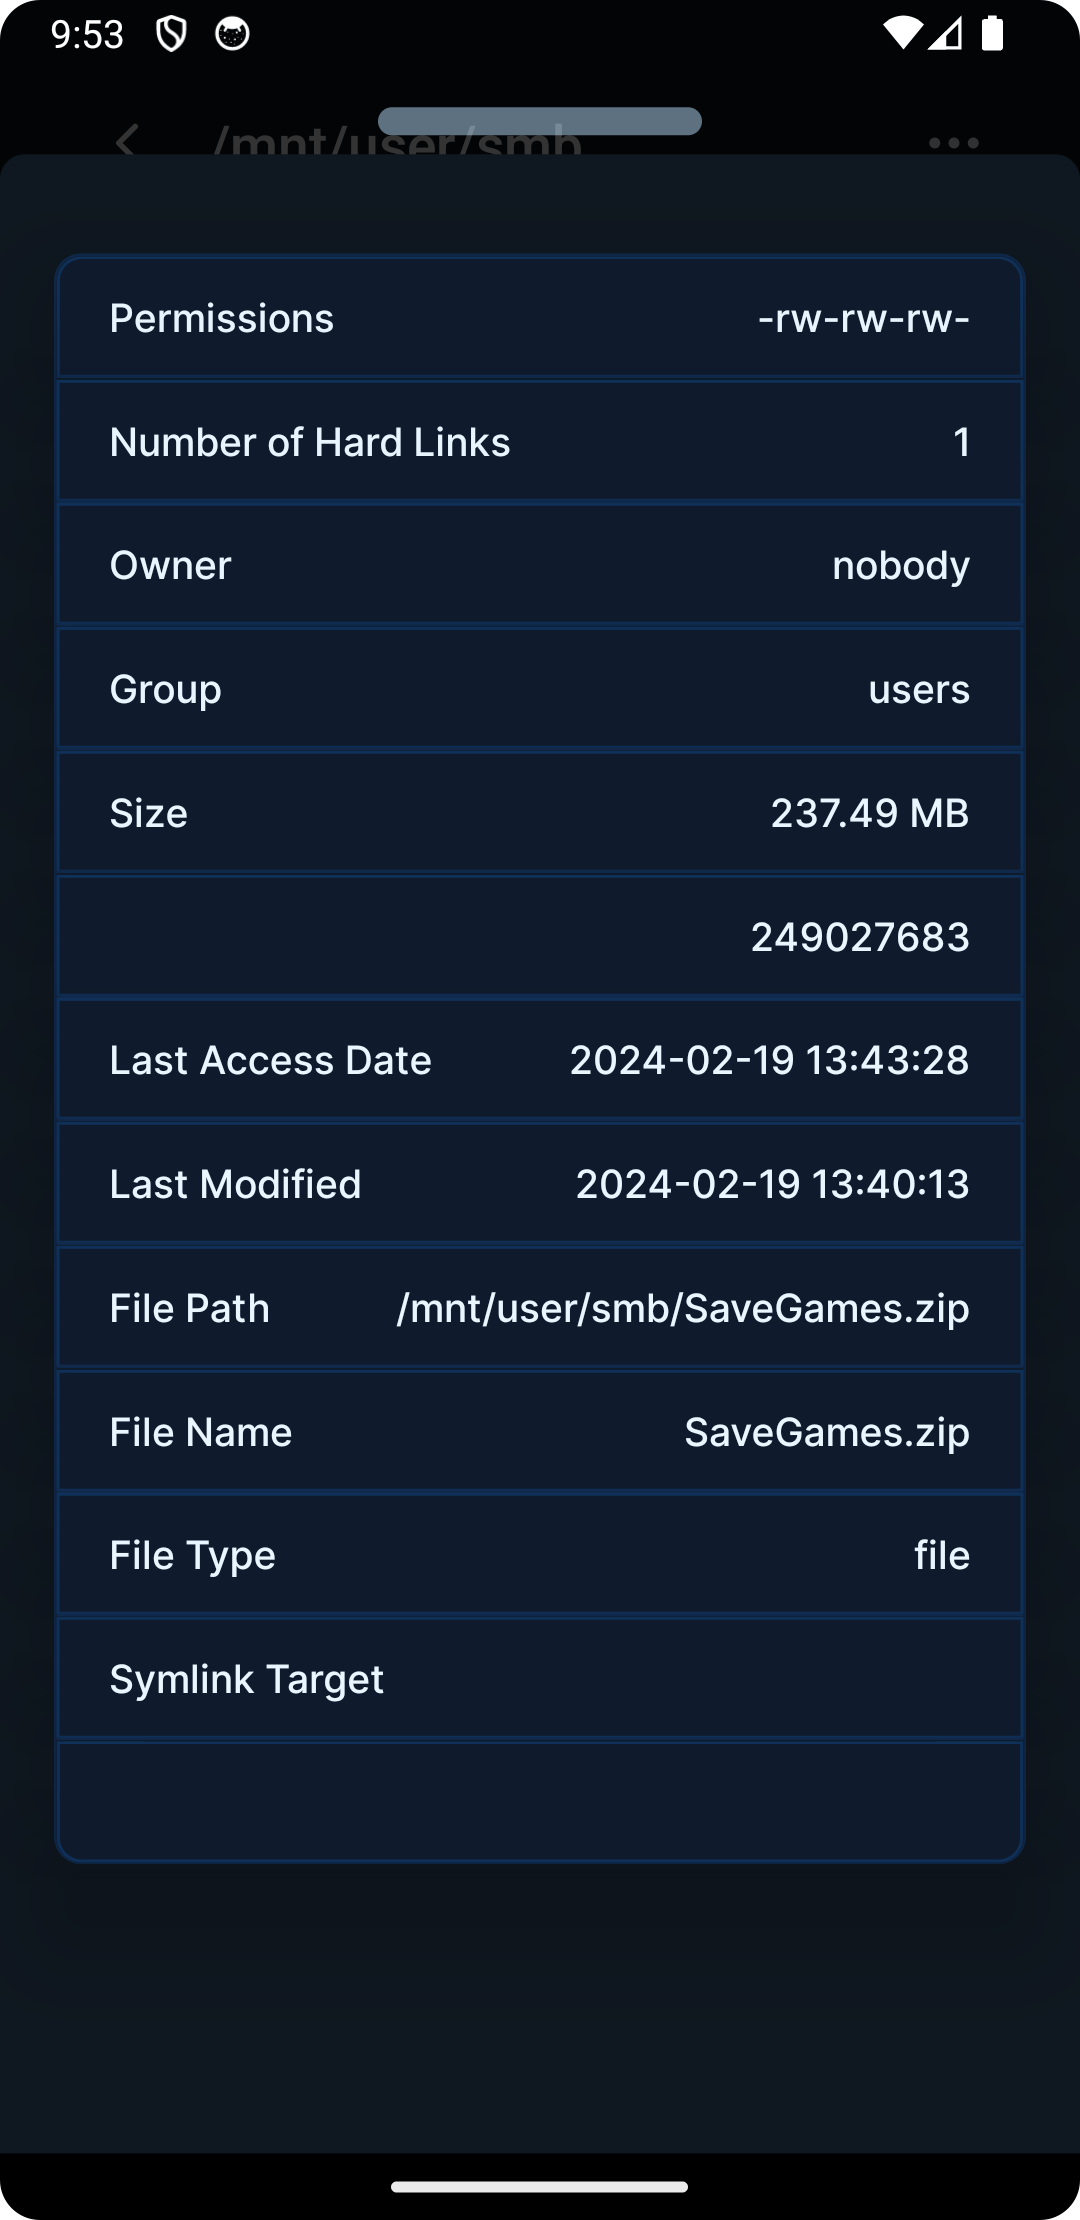 9:53
/mnt/user/smb
Permissions -rw-rw-rw-
Number of Hard Links 1
Owner nobody
Group users
Size 237.49 MB
249027683
Last Access Date 2024-02-19 13:43:28
Last Modified 2024-02-19 13:40:13
File Path /mnt/user/smb/SaveGames.zip
File Name SaveGames.zip
File Type file
Symlink Target